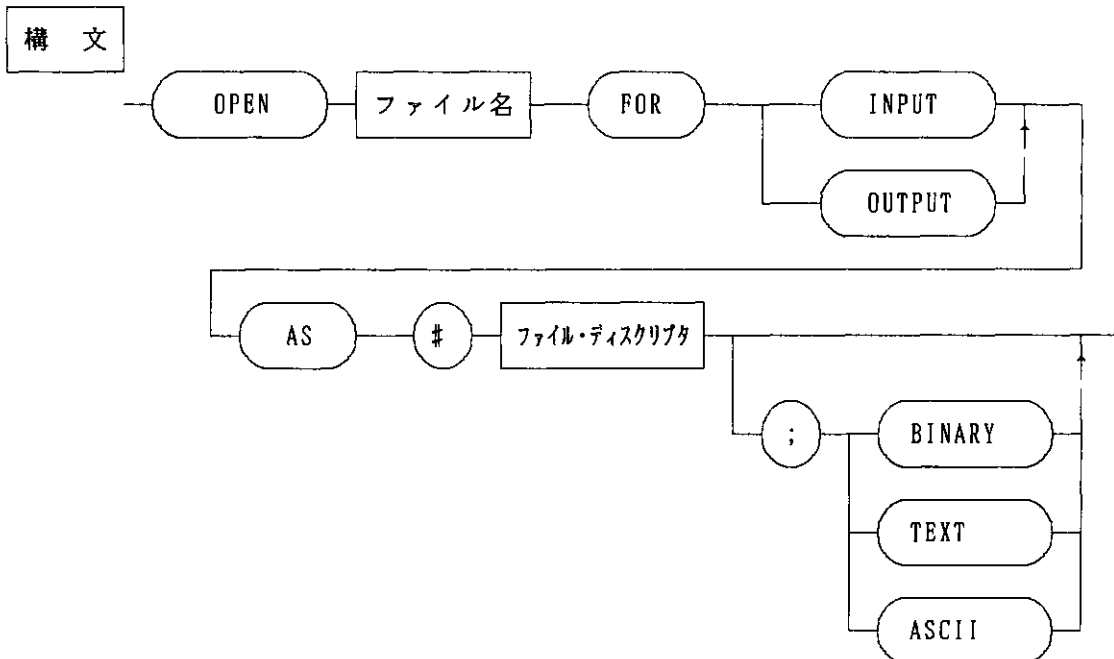 構 文
OPEN ファイル名 FOR INPUT
OUTPUT
AS # ファイル・ディスクリプタ
; BINARY
TEXT
ASCII